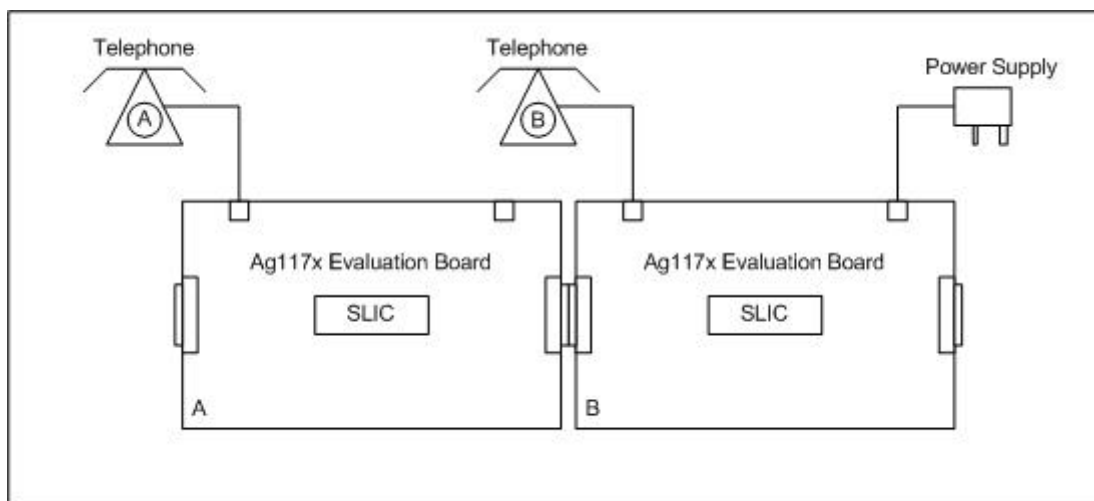 Telephone
Telephone
Power Supply
A
B
Ag117x Evaluation Board
Ag117x Evaluation Board
SLIC
SLIC
A
B